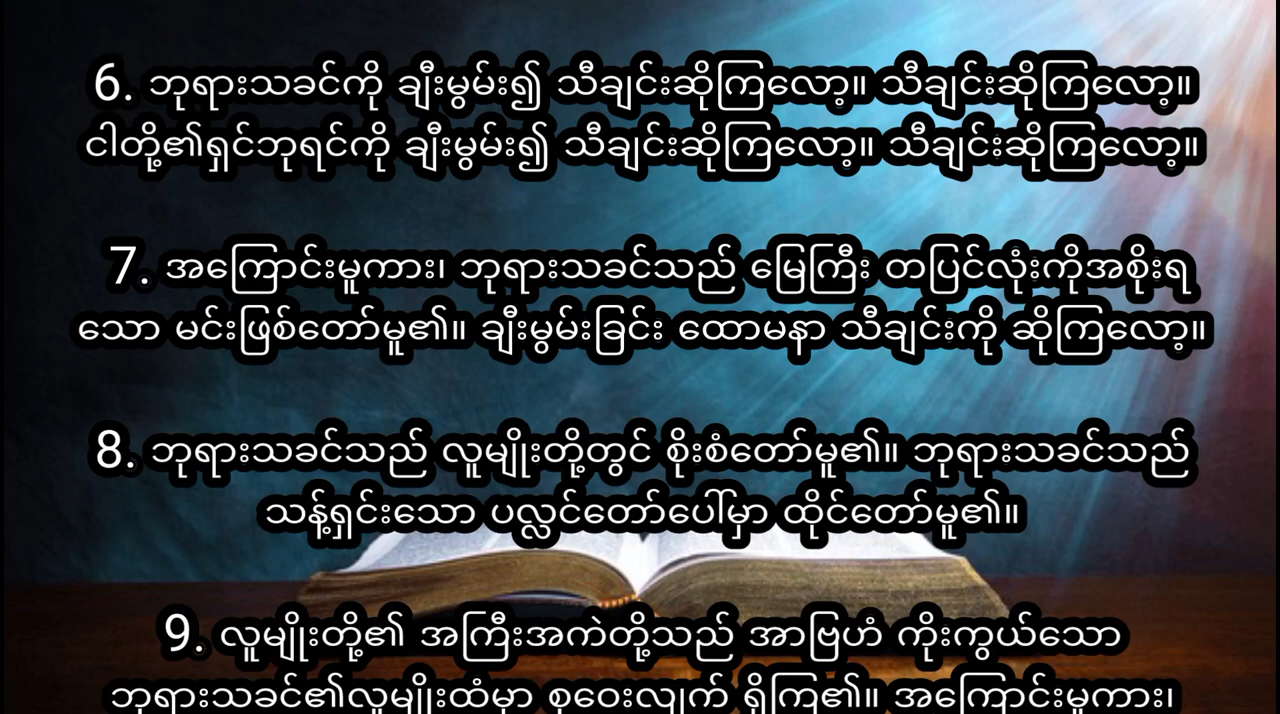 6. ဘုရားသခင်ကို ချီးမွမ်း၍ သီချင်းဆိုကြလော့။ သီချင်းဆိုကြလော့။
ငါတို့၏ရှင်ဘုရင်ကို ချီးမွမ်း၍ သီချင်းဆိုကြလော့။ သီချင်းဆိုကြလော့။
7. အကြောင်းမူကား၊ ဘုရားသခင်သည် မြေကြီး တပြင်လုံးကိုအစိုးရ
သော မင်းဖြစ်တော်မူ၏။ ချီးမွမ်းခြင်း ထောမနာ သီချင်းကို ဆိုကြလော့။
8. ဘုရားသခင်သည် လူမျိုးတို့တွင် စိုးစံတော်မူ၏။ ဘုရားသခင်သည်
သန့်ရှင်းသော ပလ္လင်တော်ပေါ်မှာ ထိုင်တော်မူ၏။
9. လူမျိုးတို့၏ အကြီးအကဲတို့သည် အာဗြဟံ ကိုးကွယ်သော
ဘုရားသခင်၏လူမျိုးထံမှာ စုဝေးလျက် ရှိကြ၏။ အကြောင်းမူကား၊